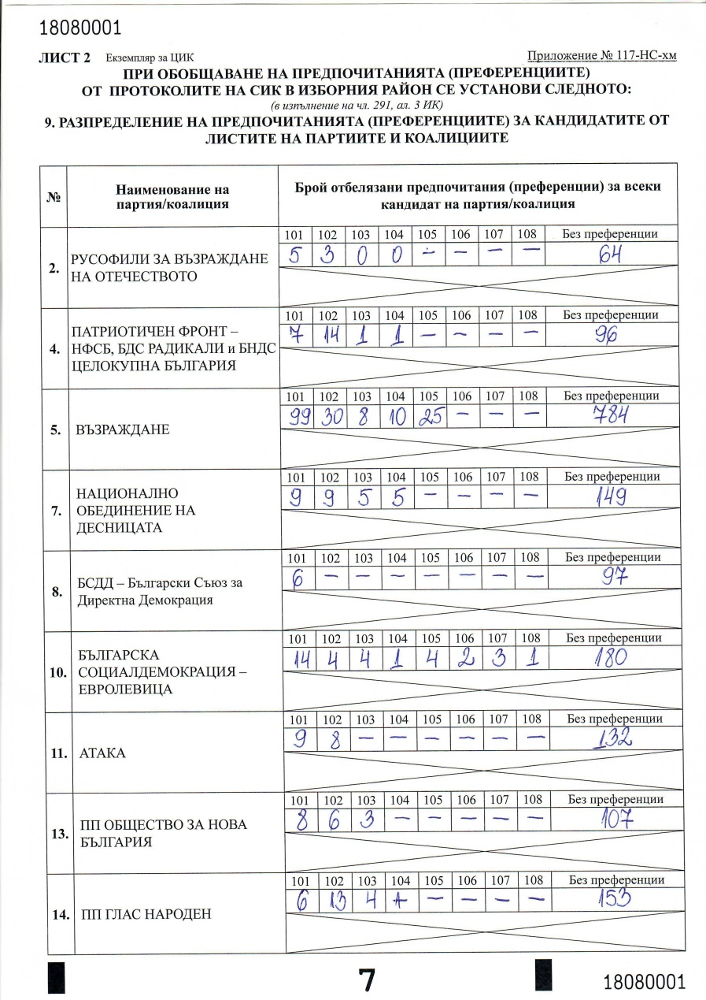 18080001
ЛИСТ 2 Екземпляр за ЦИК Приложение № 117-НС-хм
ПРИ ОБОБЩАВАНЕ НА ПРЕДПОЧИТАНИЯТА (ПРЕФЕРЕНЦИИТЕ)
ОТ ПРОТОКОЛИТЕ НА СИК В ИЗБОРНИЯ РАЙОН СЕ УСТАНОВИ СЛЕДНОТО:
(в изпълнение на чл. 291, ал. 3 ИК)
9. РАЗПРЕДЕЛЕНИЕ НА ПРЕДПОЧИТАНИЯТА (ПРЕФЕРЕНЦИИТЕ) ЗА КАНДИДАТИТЕ ОТ
ЛИСТИТЕ НА ПАРТИИТЕ И КОАЛИЦИИТЕ
№ Наименование на
партия/коалиция
Брой отбелязани предпочитания (преференции) за всеки
кандидат на партия/коалиция
2. РУСОФИЛИ ЗА ВЪЗРАЖДАНЕ
НА ОТЕЧЕСТВОТО
101 102 103 104 105 106 107 108 Без преференции
5 3 0 0 - - - - 64
4. ПАТРИОТИЧЕН ФРОНТ –
НФСБ, БДС РАДИКАЛИ и БНДС
ЦЕЛОКУПНА БЪЛГАРИЯ
101 102 103 104 105 106 107 108 Без преференции
7 14 1 1 - - - - 96
5. ВЪЗРАЖДАНЕ
101 102 103 104 105 106 107 108 Без преференции
99 30 8 10 25 - - - 784
7. НАЦИОНАЛНО
ОБЕДИНЕНИЕ НА
ДЕСНИЦАТА
101 102 103 104 105 106 107 108 Без преференции
9 9 5 5 - - - - 149
8. БСДД – Български Съюз за
Директна Демокрация
101 102 103 104 105 106 107 108 Без преференции
6 - - - - - - - 97
10. БЪЛГАРСКА
СОЦИАЛДЕМОКРАЦИЯ –
ЕВРОЛЕВИЦА
101 102 103 104 105 106 107 108 Без преференции
14 4 4 1 4 2 3 1 180
11. АТАКА
101 102 103 104 105 106 107 108 Без преференции
9 8 - - - - - - 132
13. ПП ОБЩЕСТВО ЗА НОВА
БЪЛГАРИЯ
101 102 103 104 105 106 107 108 Без преференции
8 6 3 - - - - - 107
14. ПП ГЛАС НАРОДЕН
101 102 103 104 105 106 107 108 Без преференции
6 13 4 - - - - 153
7
18080001